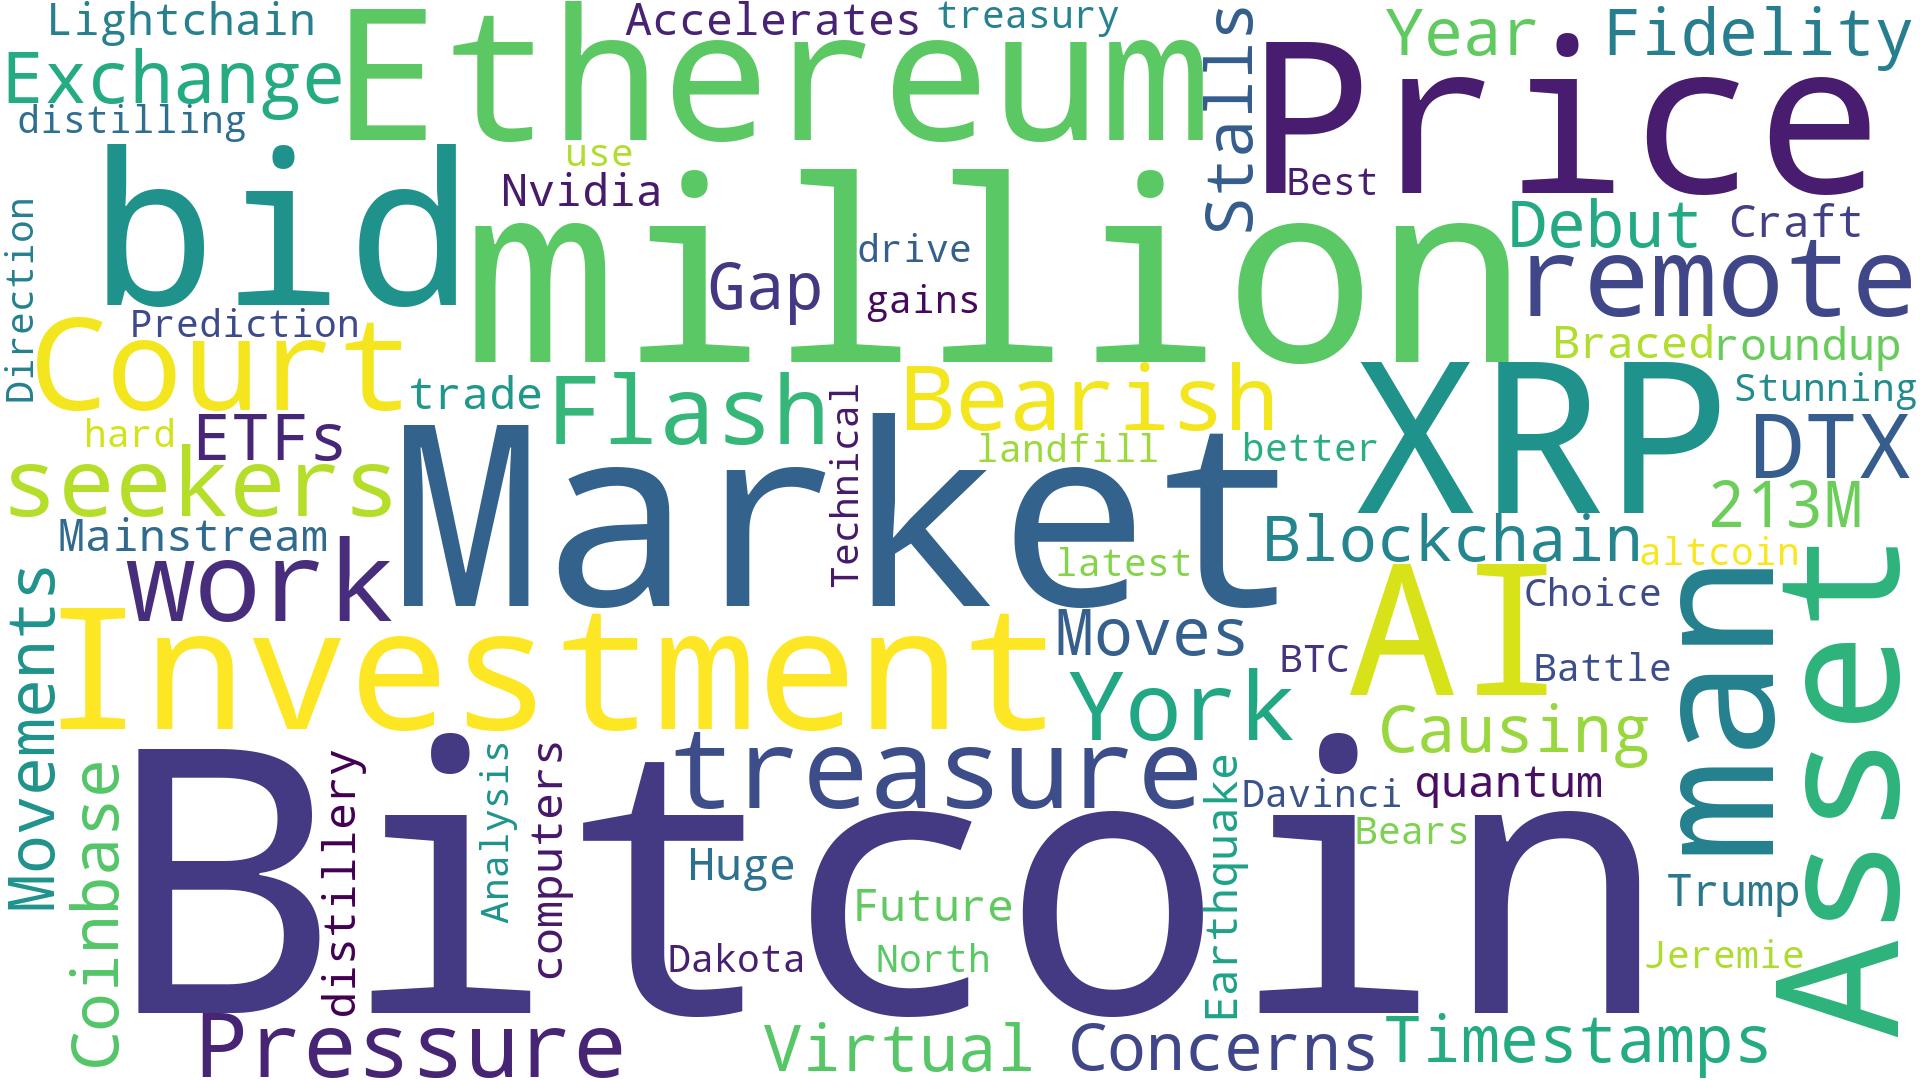 Lightchain
Accelerates
treasury
Ethereum
Stalls
Price
Year
Fidelity
Exchange
distilling
bid
use
Nvidia
million
Best
Debut
Craft
remote
Direction
Prediction
Gap
drive
gains
Court
Braced
roundup
trade
Flash
Technical
Bearish
XRP
Stunning
DTX
hard
ETFs
seekers
Market
landfill
better
213M
Mainstream
work
latest
Blockchain
altcoin
Movements
Investment
Moves
AI
Choice
man
Asset
BTC
Battle
York
Causing
Coinbase
Bitcoin
distillery
Analysis
computers
treasure
Earthquake
Davinci
quantum
Bears
Huge
Future
Trump
Dakota
North
Jeremie
Pressure
Virtual
Concerns
Timestamps